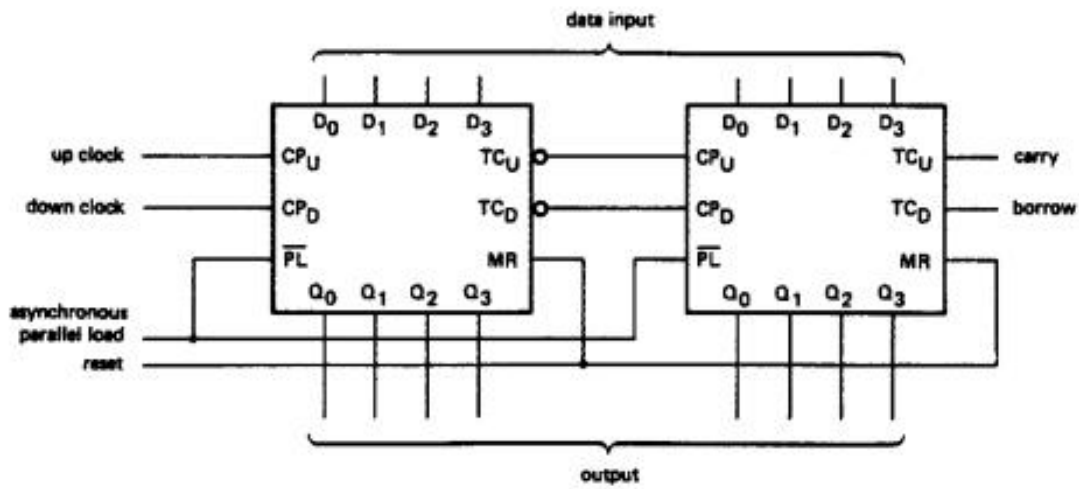 data input
D0 D1 D2 D3 D0 D1 D2 D3
up clock CPU TCU CPU TCU carry
down clock CPD TCD CPD TCD borrow
PL MR PL MR
Q0 Q1 Q2 Q3 Q0 Q1 Q2 Q3
asynchronous
parallel load
reset
output